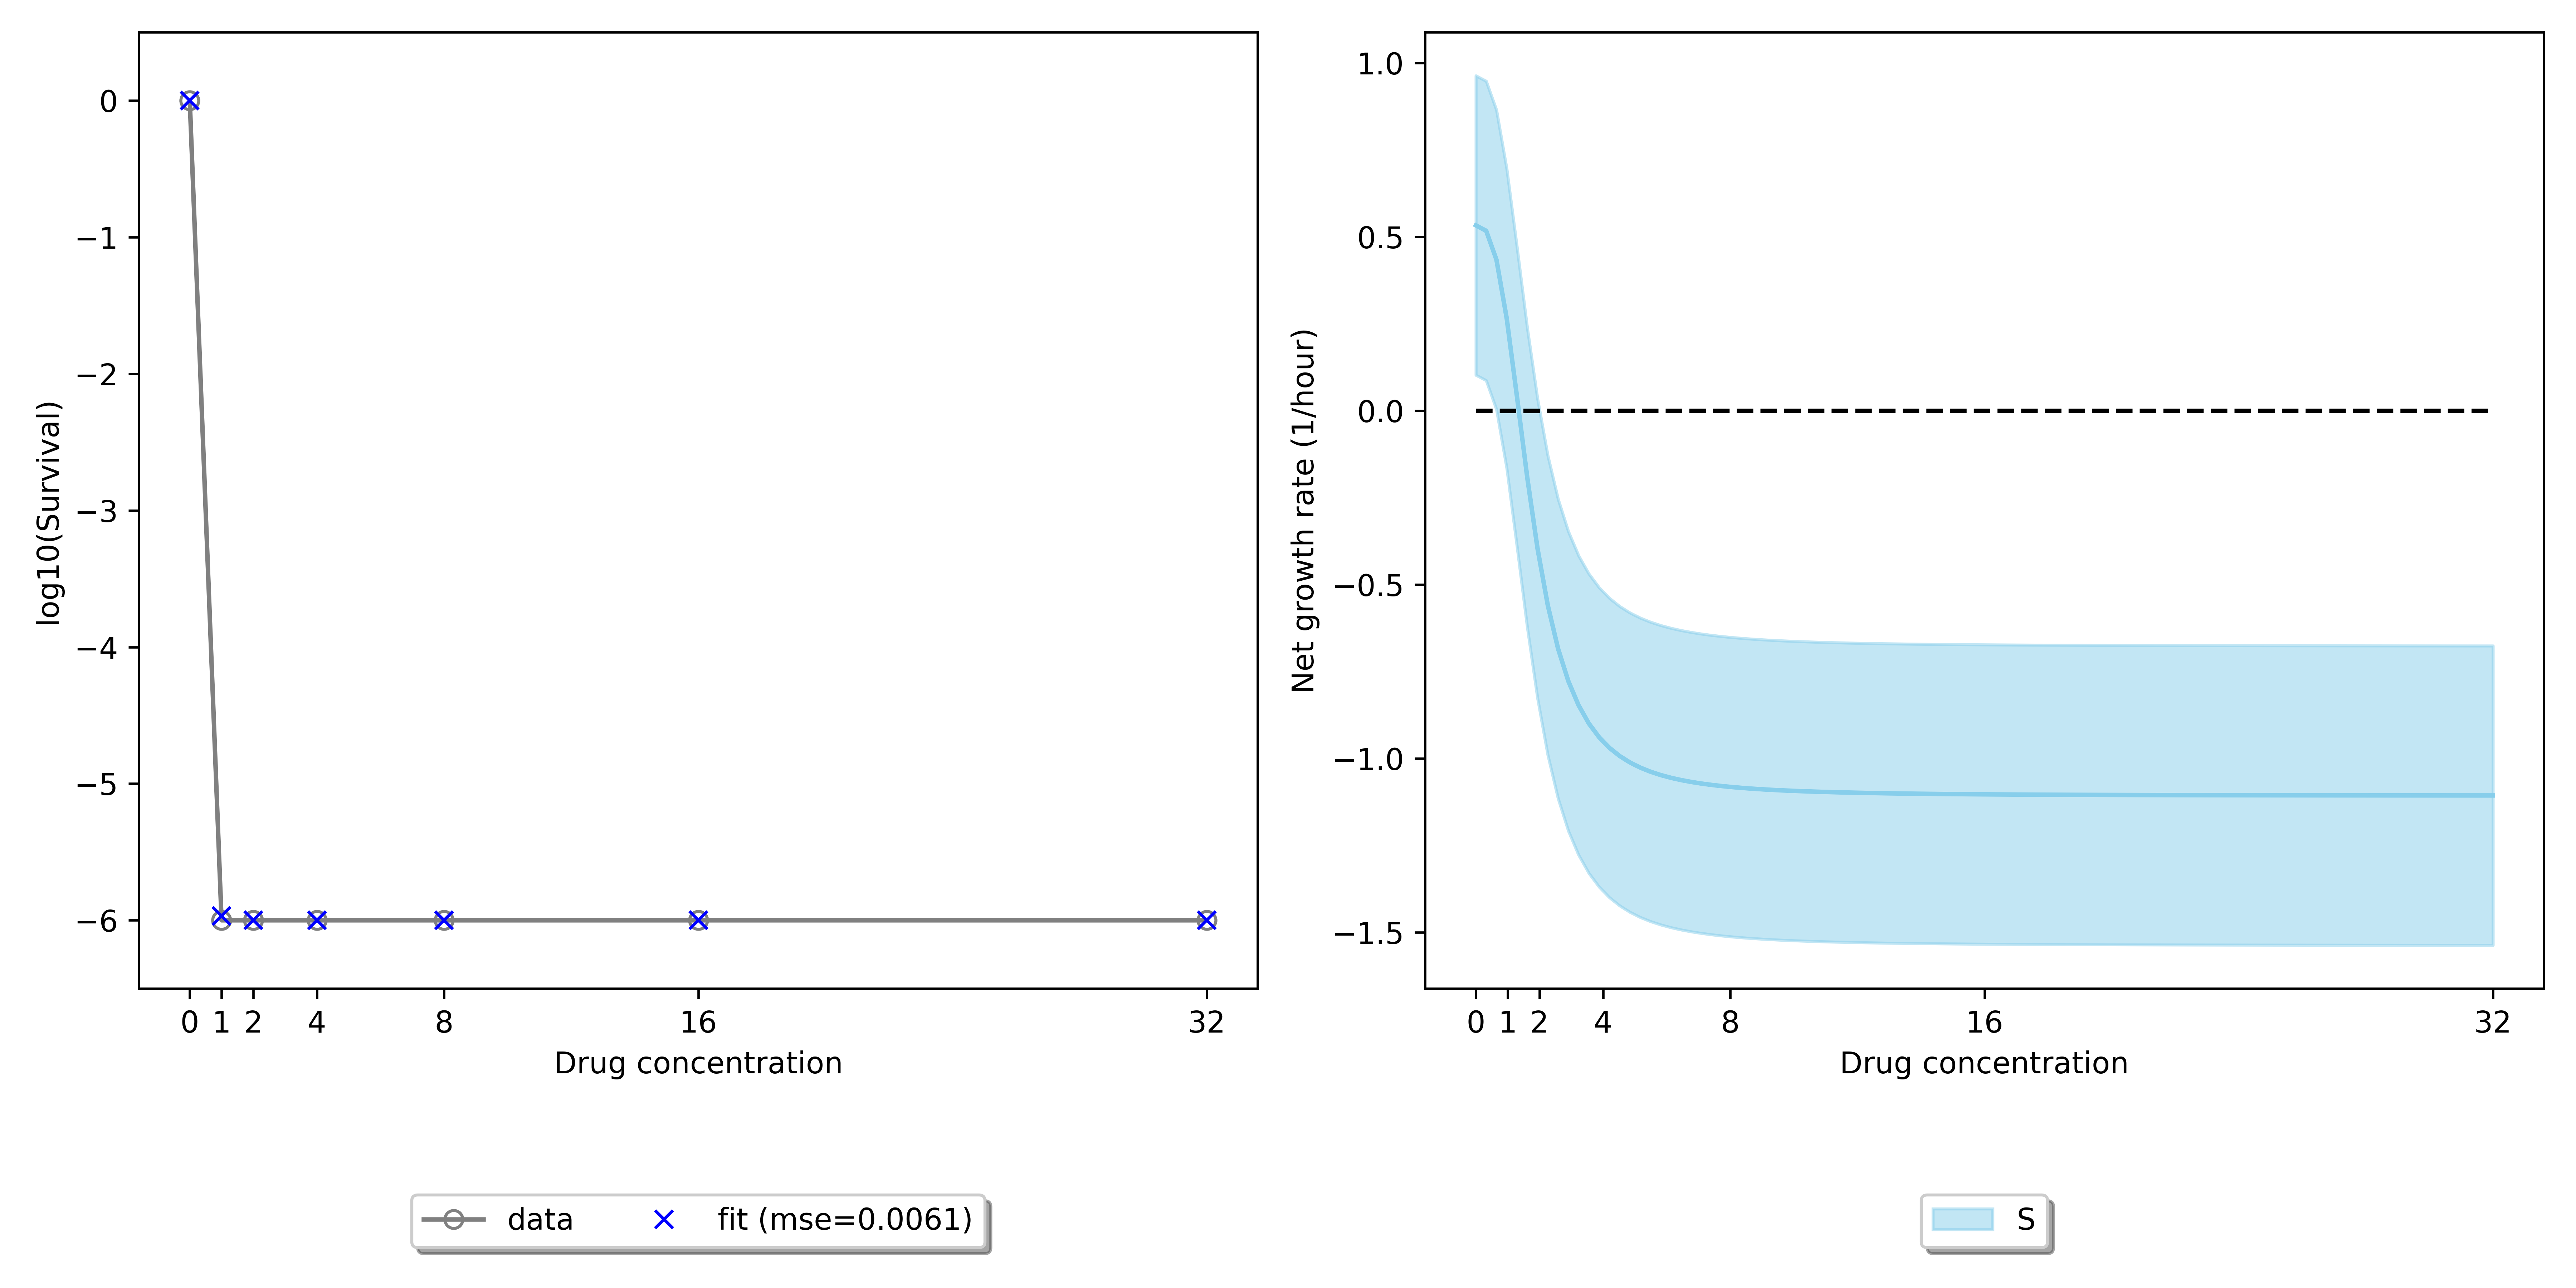 0
−1
−2
−3
−4
−5
−6
log10(Survival)
0 1 2 4 8 16 32
Drug concentration
data fit (mse=0.0061)
1.0
0.5
0.0
−0.5
−1.0
−1.5
Net growth rate (1/hour)
0 1 2 4 8 16 32
Drug concentration
S